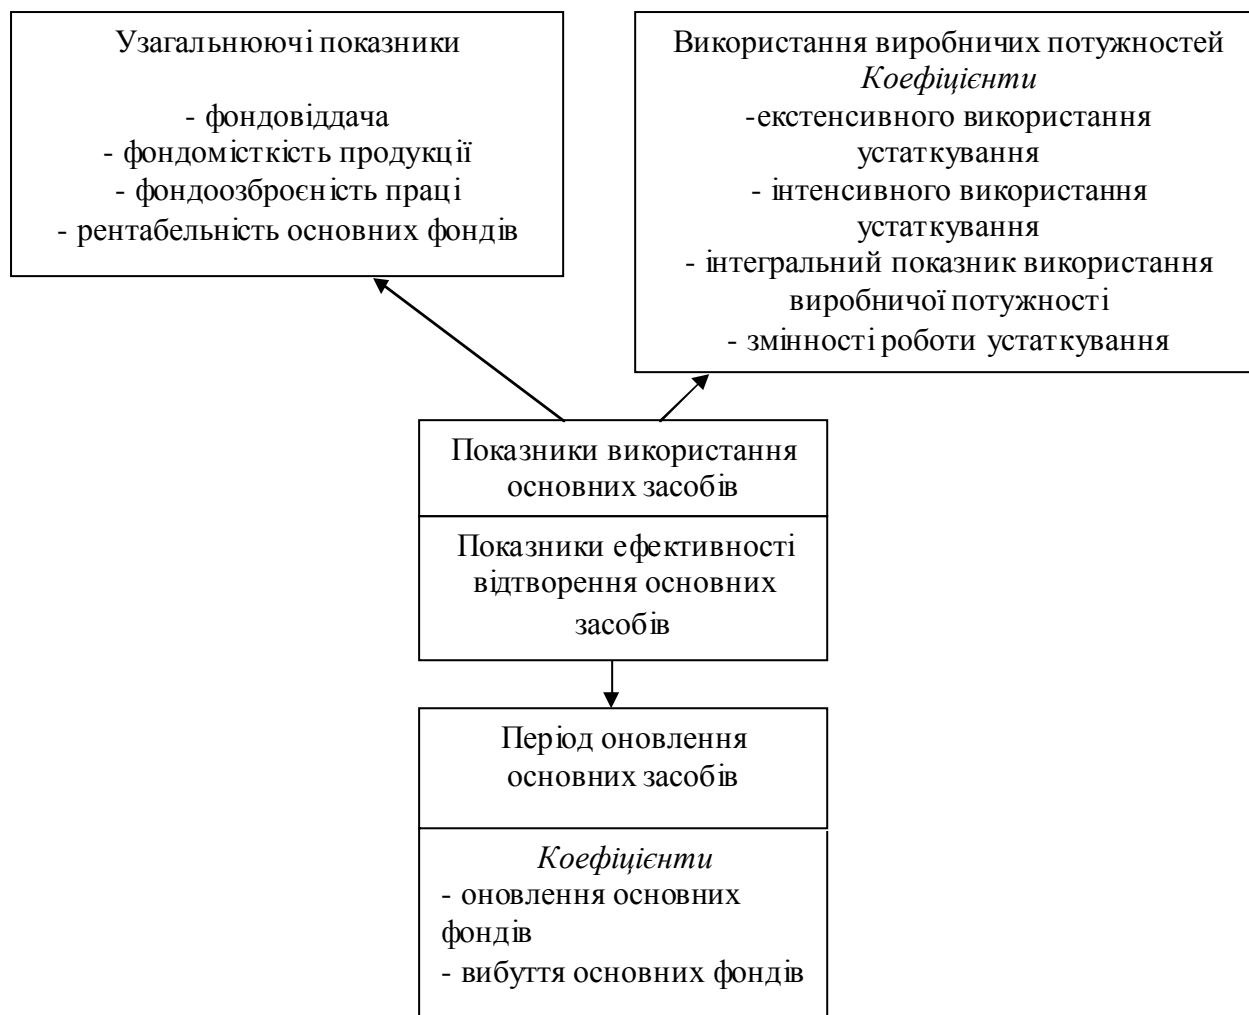 Узагальнюючі показники
- фондовіддача
- фондомісткість продукції
- фондоозброєність праці
- рентабельність основних фондів
Використання виробничих потужностей
Коефіцієнти
-екстенсивного використання
устаткування
- інтенсивного використання
устаткування
- інтегральний показник використання
виробничої потужності
- змінності роботи устаткування
Показники використання
основних засобів
Показники ефективності
відтворення основних
засобів
Період оновлення
основних засобів
Коефіцієнти
- оновлення основних
фондів
- вибуття основних фондів